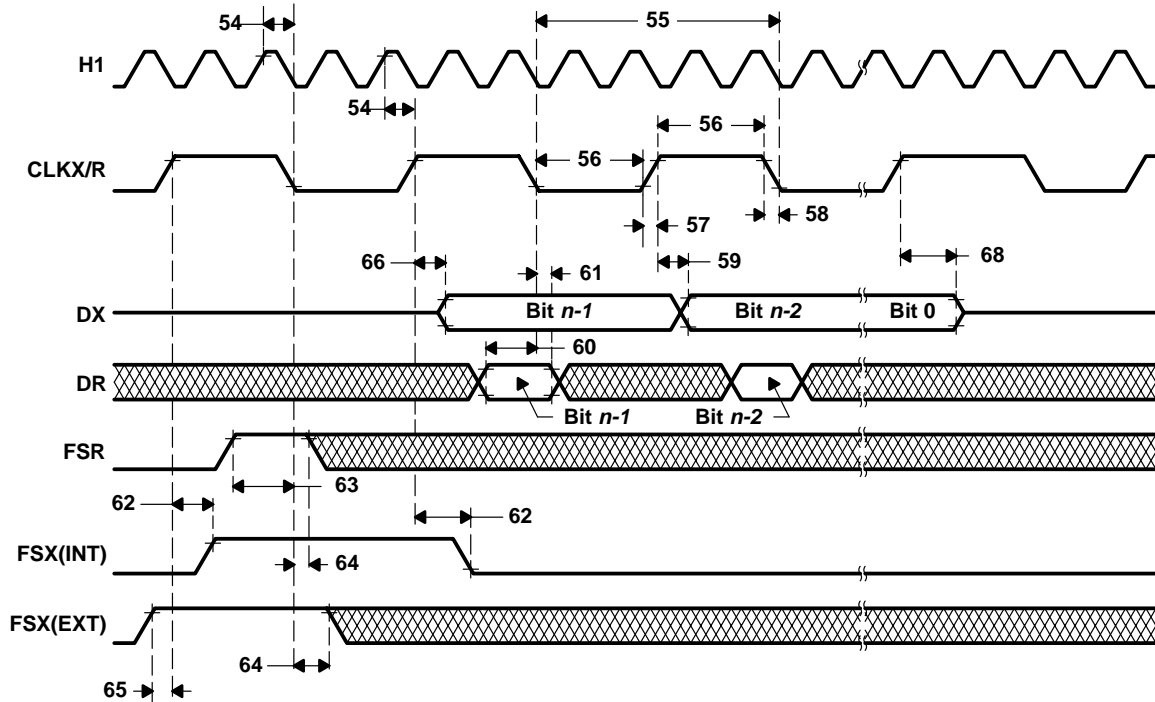 54
55
H1
54
56
CLKX/R
56
57
58
66
61
59
68
DX
Bit n-1
Bit n-2
Bit 0
60
DR
Bit n-1
Bit n-2
FSR
63
62
62
FSX(INT)
64
FSX(EXT)
64
65